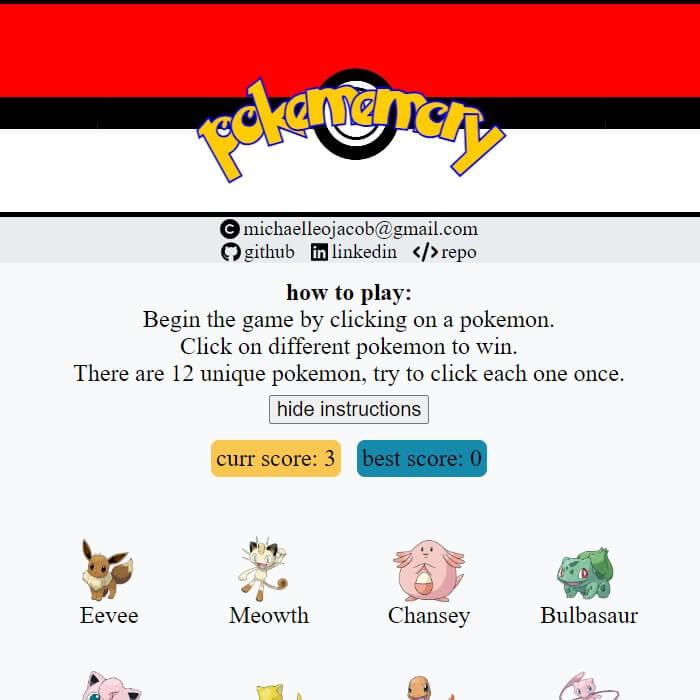 pokememory
michaelleojacob@gmail.com
github linkedin repo
how to play:
Begin the game by clicking on a pokemon.
Click on different pokemon to win.
There are 12 unique pokemon, try to click each one once.
hide instructions
curr score: 3 best score: 0
Eevee Meowth Chansey Bulbasaur